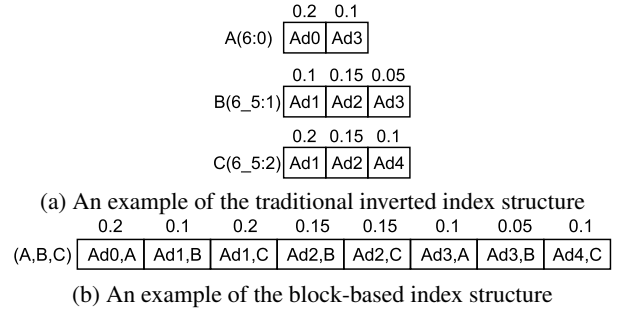 0.2 0.1
A(6:0) Ad0 Ad3
0.1 0.15 0.05
B(6_5:1) Ad1 Ad2 Ad3
0.2 0.15 0.1
C(6_5:2) Ad1 Ad2 Ad4
(a) An example of the traditional inverted index structure
0.2 0.1 0.2 0.15 0.15 0.1 0.05 0.1
(A,B,C) Ad0,A Ad1,B Ad1,C Ad2,B Ad2,C Ad3,A Ad3,B Ad4,C
(b) An example of the block-based index structure